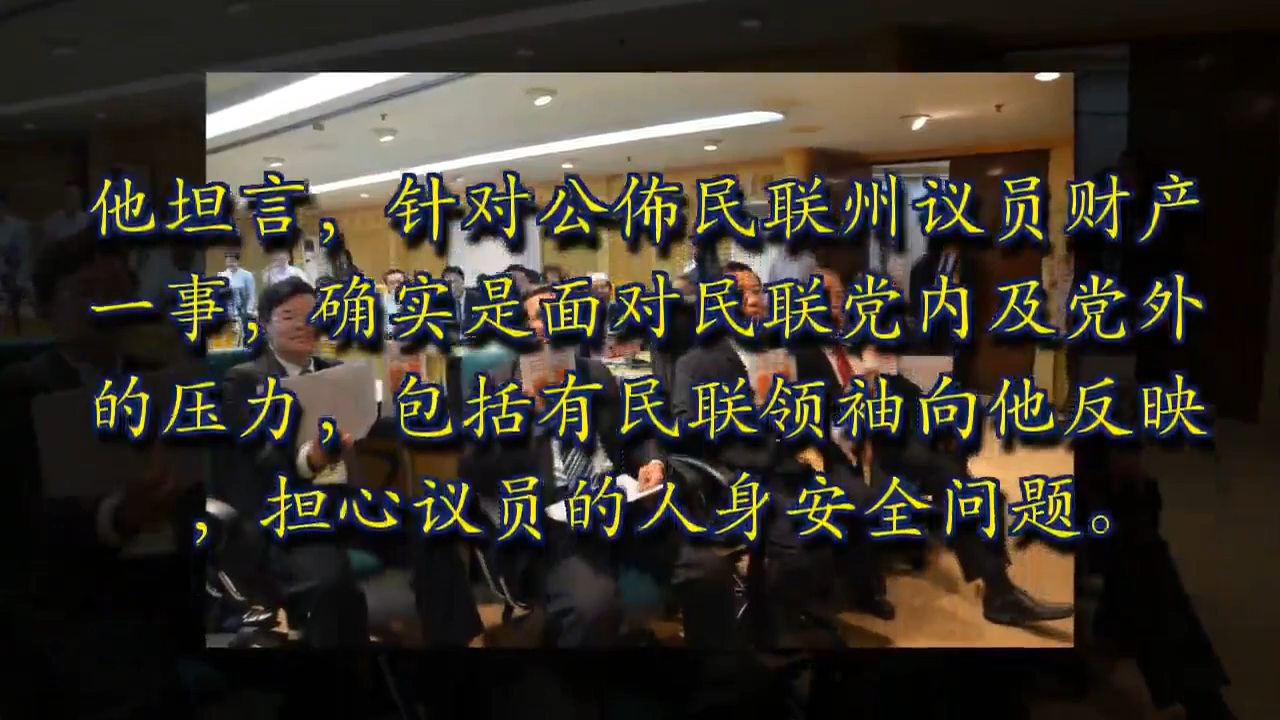 他坦言，针对公佈民联州议员财产
一事，确实是面对民联党内及党外
的压力，包括有民联领袖向他反映
，担心议员的人身安全问题。